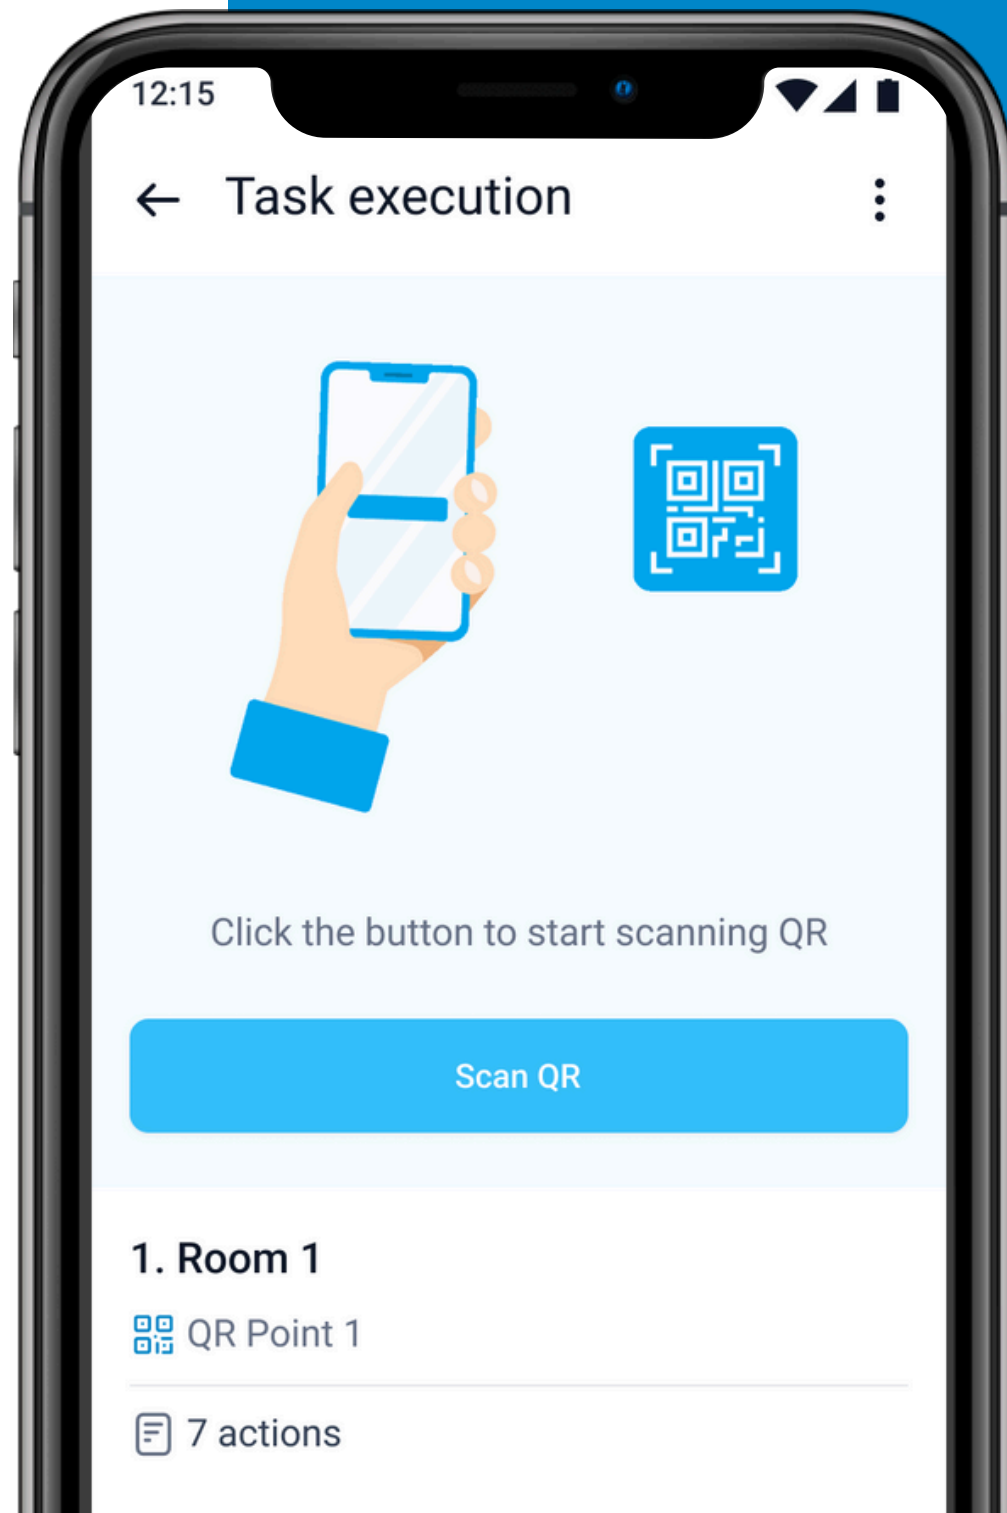 12:15
Task execution
Click the button to start scanning QR
Scan QR
1. Room 1
QR Point 1
7 actions